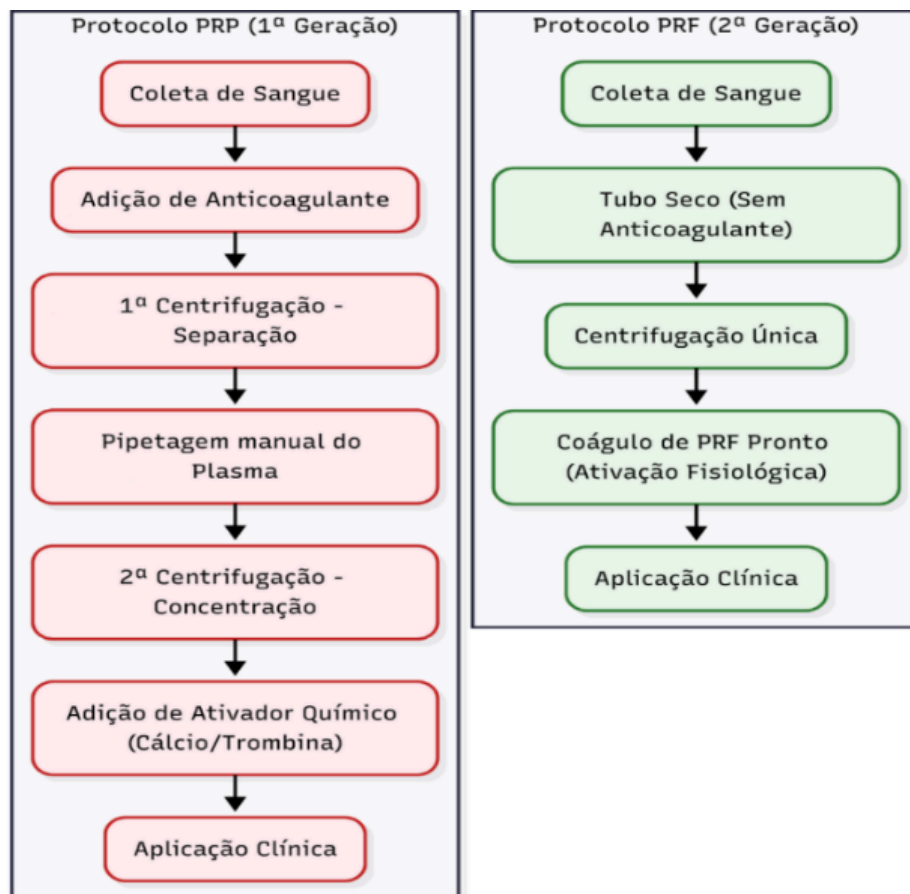 Protocolo PRP (1ª Geração)
Coleta de Sangue
Adição de Anticoagulante
1ª Centrifugação -
Separação
Pipetagem manual do
Plasma
2ª Centrifugação -
Concentração
Adição de Ativador Químico
(Cálcio/Trombina)
Aplicação Clínica
Protocolo PRF (2ª Geração)
Coleta de Sangue
Tubo Seco (Sem
Anticoagulante)
Centrifugação Única
Coágulo de PRF Pronto
(Ativação Fisiológica)
Aplicação Clínica